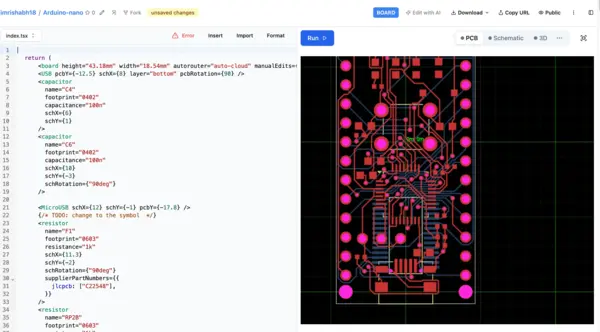 imrishabh18 / Arduino-nano ☆ 0 Fork unsaved changes BOARD Edit with AI Download Copy URL Public
index.tsx Error Insert Import Format Run PCB Schematic 3D ...
1
2 return (
3 <board height="43.18mm" width="18.54mm" autorouter="auto-cloud" manualEdits=
4 <USB pcbY={-12.5} schX={8} layer="bottom" pcbRotation={90} />
5 <capacitor
6 name="C4"
7 footprint="0402"
8 capacitance="100n"
9 schX={6}
10 schY={1}
11 />
12 <capacitor
13 name="C6"
14 footprint="0402"
15 capacitance="100n"
16 schX={10}
17 schY={-3}
18 schRotation={"90deg"}
19 />
20
21 <MicroUSB schX={12} schY={-1} pcbY={-17.8} />
22 {/* TODO: change to the symbol */}
23 <resistor
24 name="F1"
25 footprint="0603"
26 resistance="1k"
27 schX={11.3}
28 schY={-2}
29 schRotation={"90deg"}
30 supplierPartNumbers={{
31 jlcpcb: ["C22548"],
32 }}
33 />
34 <resistor
35 name="RP2B"
36 footprint="0603"